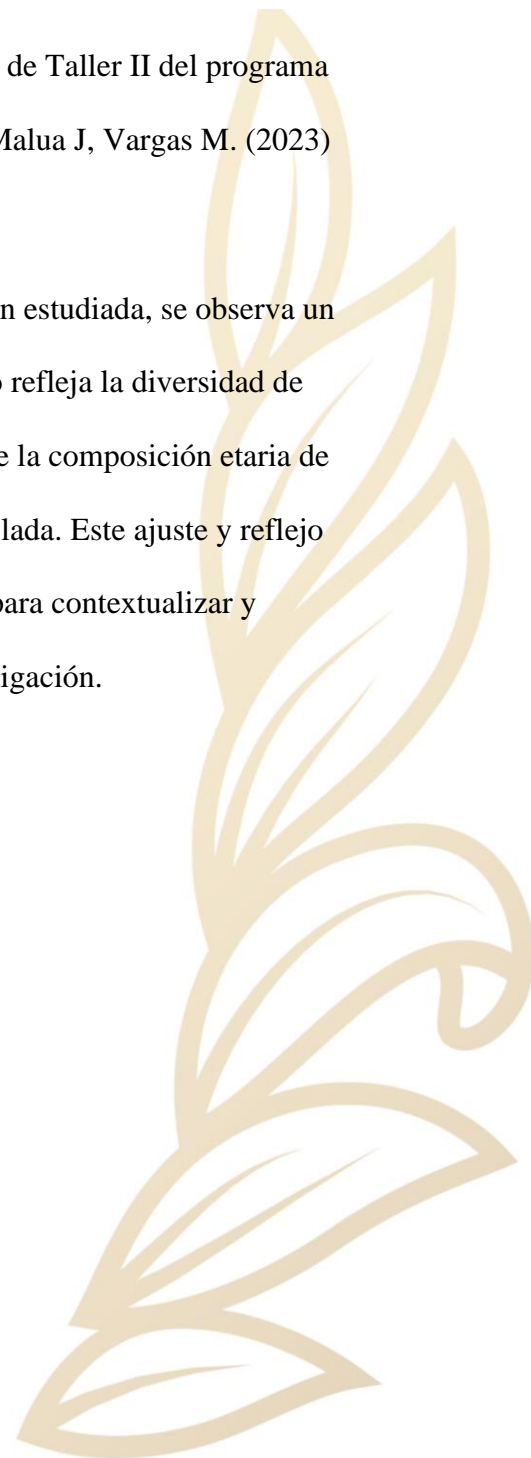 de Taller II del programa
Malua J, Vargas M. (2023)
n estudiada, se observa un
refleja la diversidad de
e la composición etaria de
lada. Este ajuste y reflejo
para contextualizar y
tigación.